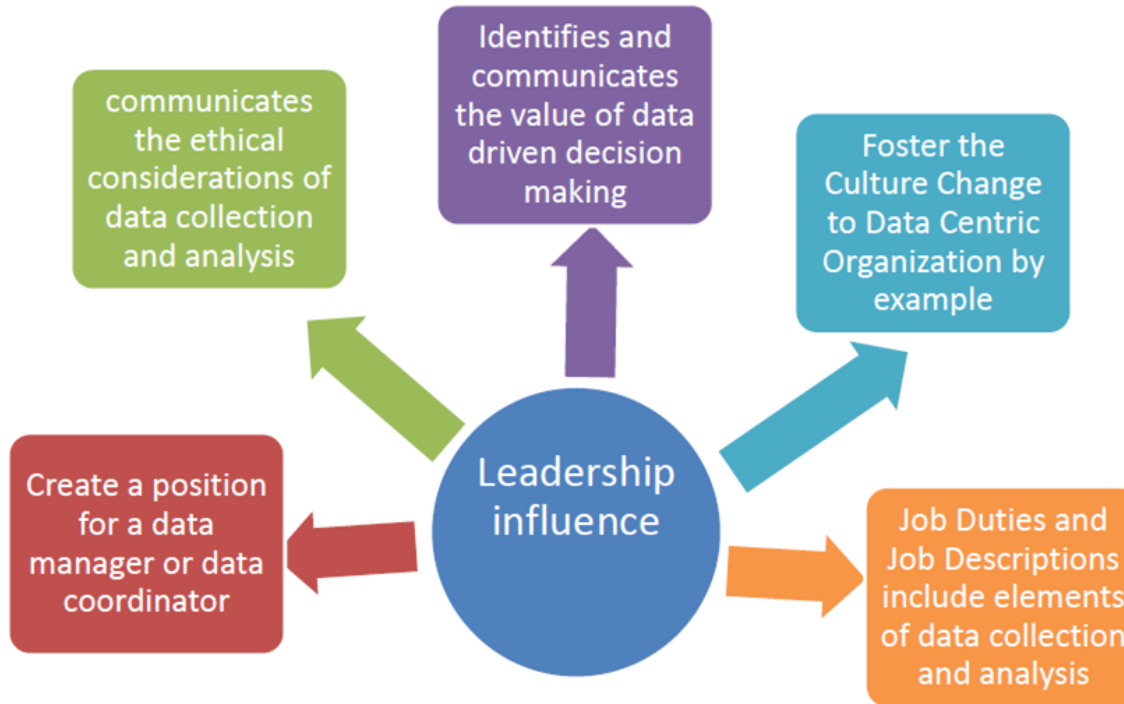 communicates
the ethical
considerations of
data collection
and analysis
Identifies and
communicates
the value of data
driven decision
making
Foster the
Culture Change
to Data Centric
Organization by
example
Create a position
for a data
manager or data
coordinator
Leadership
influence
Job Duties and
Job Descriptions
include elements
of data collection
and analysis